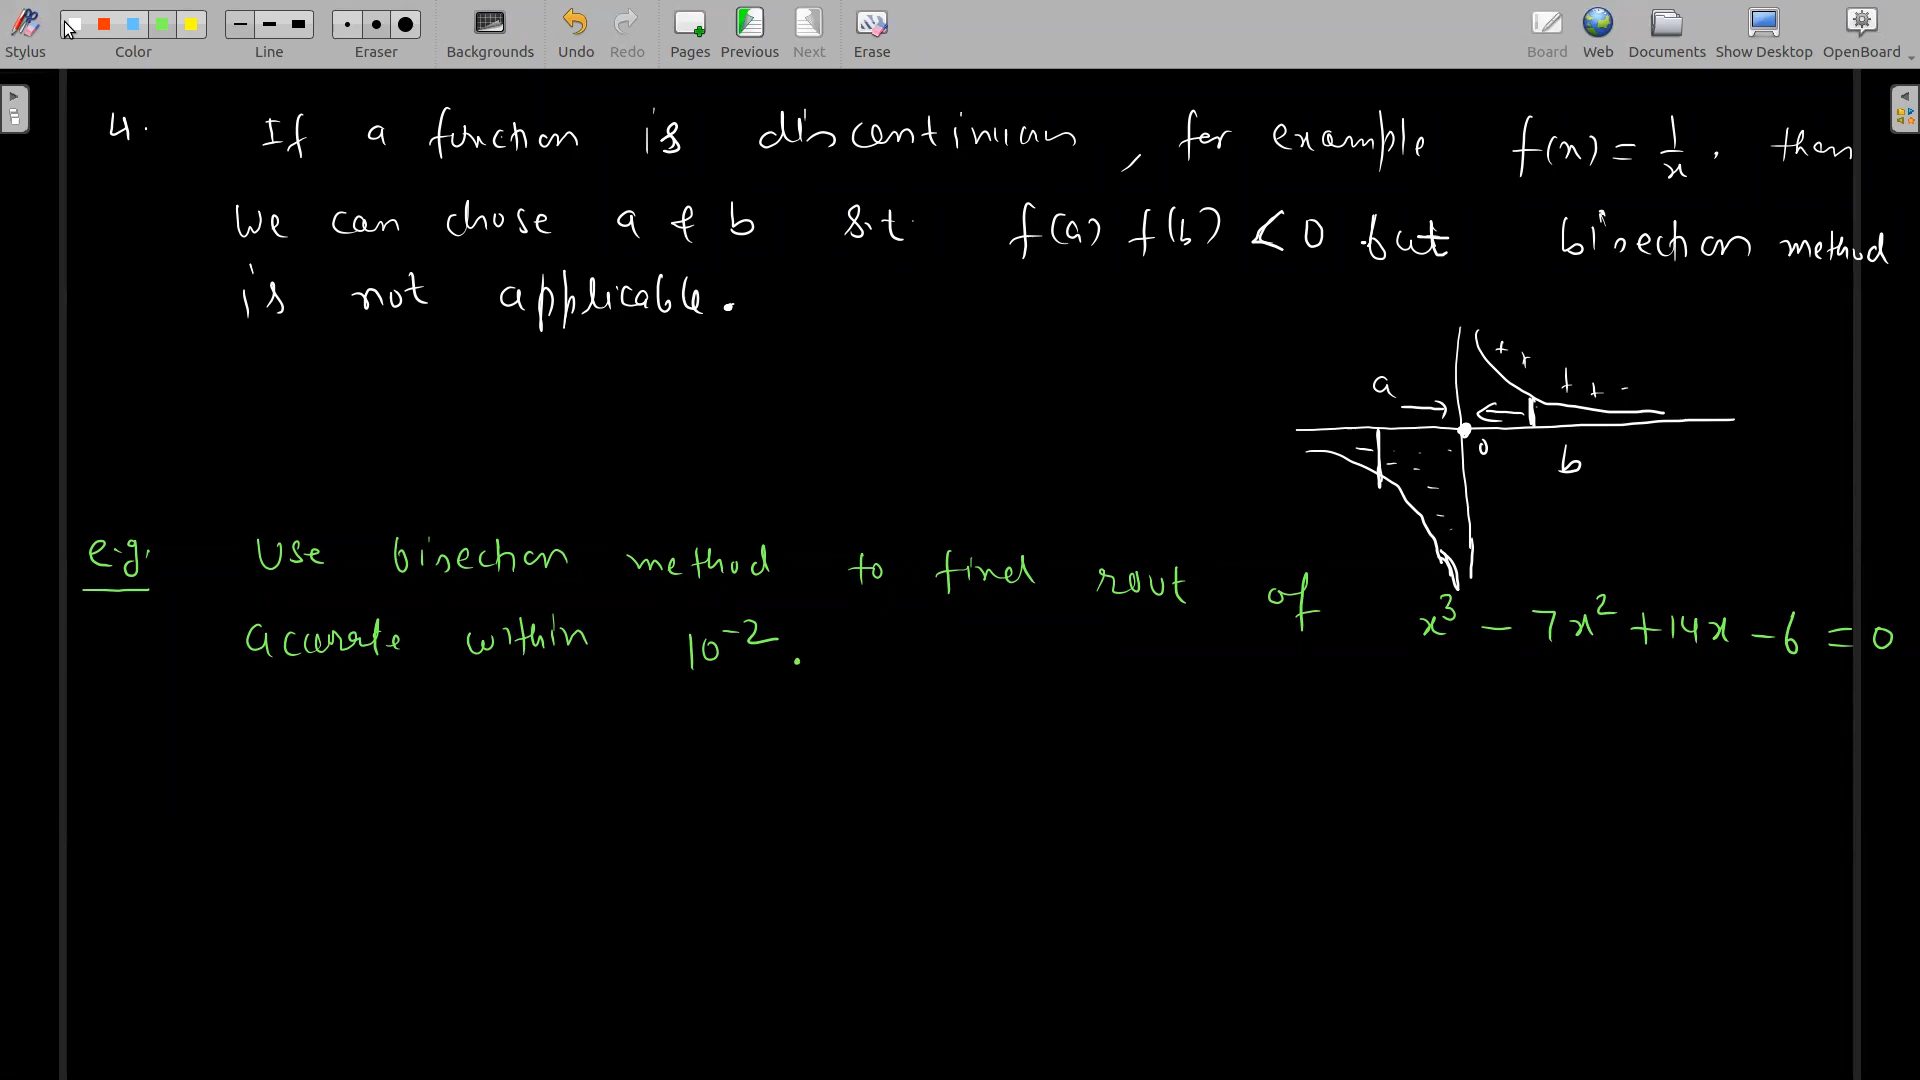 Stylus Color Line Eraser Backgrounds Undo Redo Pages Previous Next Erase Board Web Documents Show Desktop OpenBoard
4. If a function is discontinious, for example f(x) = 1/x. then
We can chose a & b s.t. f(a) f(b) < 0 but bisection method
is not applicable.
a + + + + -
0 b
e.g. Use bisection method to find root of x³ - 7x² + 14x - 6 = 0
accurate within 10⁻².